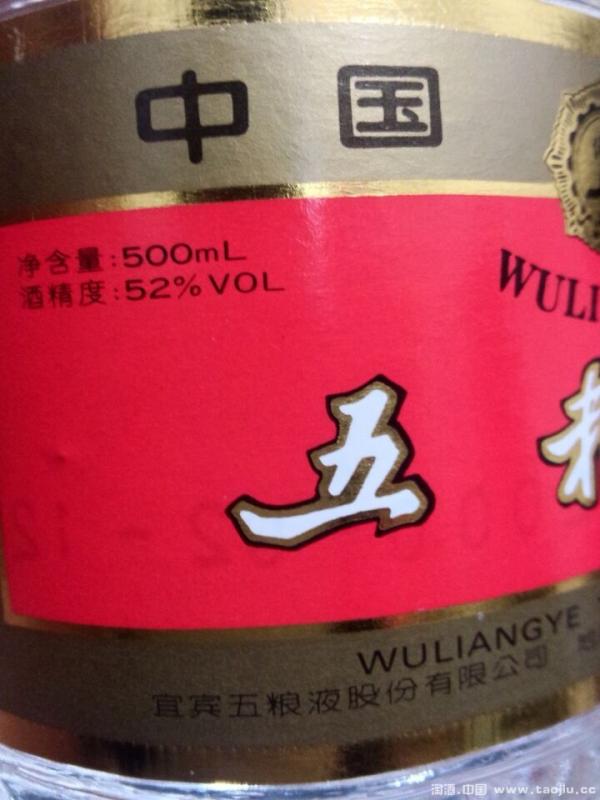 中国
净含量:500mL
酒精度:52%VOL
WULI
五
WULIANGYE
宜宾五粮液股份有限公司
淘酒.中国 www.taojiu.cc